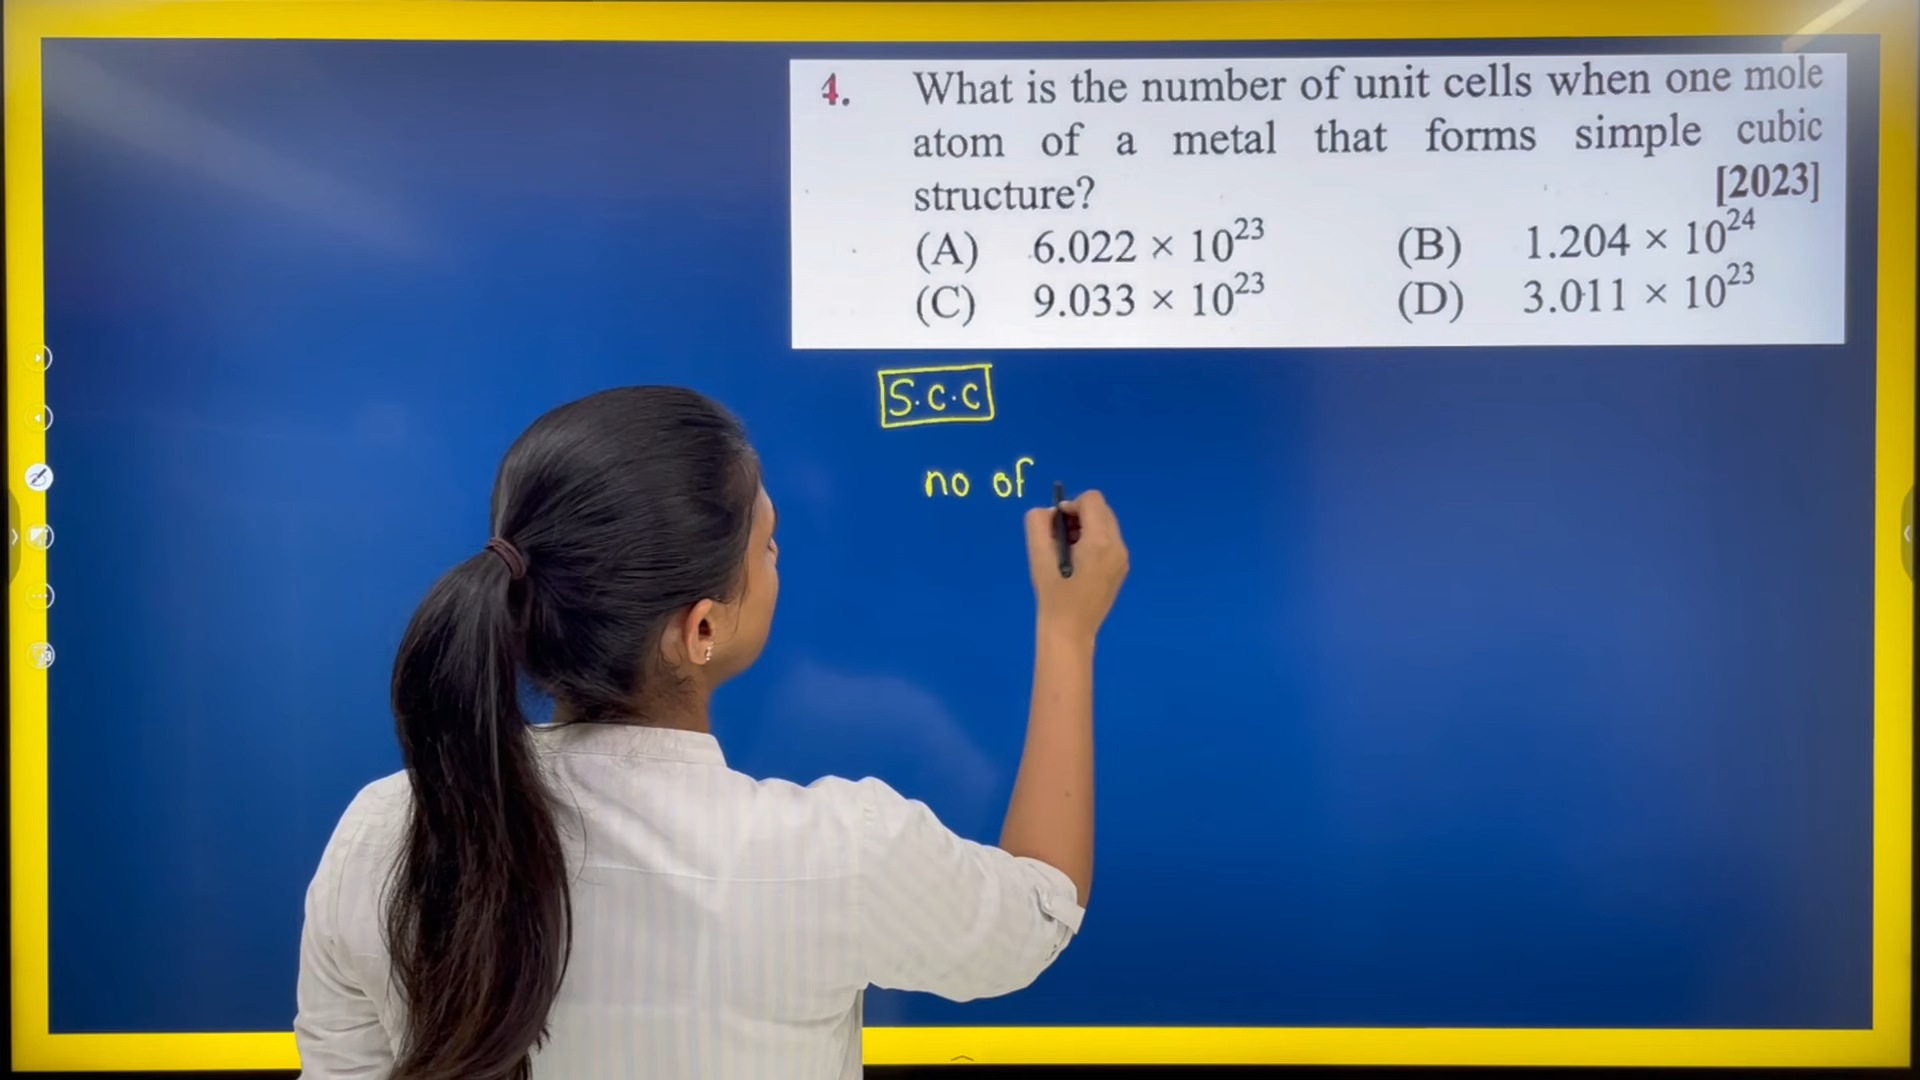 4. What is the number of unit cells when one mole
atom of a metal that forms simple cubic
structure? [2023]
(A) 6.022 × 10²³ (B) 1.204 × 10²⁴
(C) 9.033 × 10²³ (D) 3.011 × 10²³
S.C.C
no of